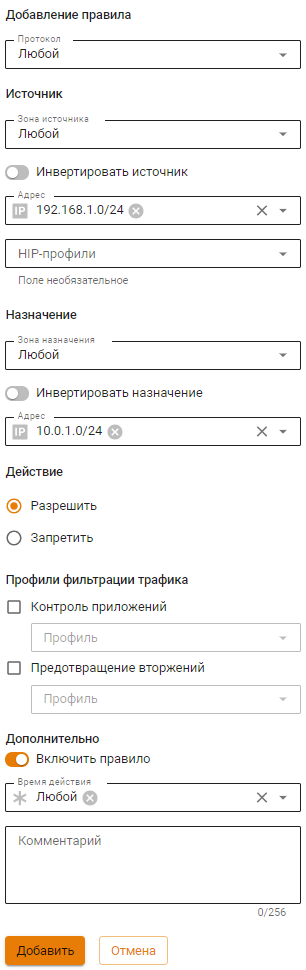 Добавление правила
Протокол
Любой
Источник
Зона источника
Любой
Инвертировать источник
Адрес
IP 192.168.1.0/24
HIP-профили
Поле необязательное
Назначение
Зона назначения
Любой
Инвертировать назначение
Адрес
IP 10.0.1.0/24
Действие
Разрешить
Запретить
Профили фильтрации трафика
Контроль приложений
Профиль
Предотвращение вторжений
Профиль
Дополнительно
Включить правило
Время действия
Любой
Комментарий
0/256
Добавить Отмена